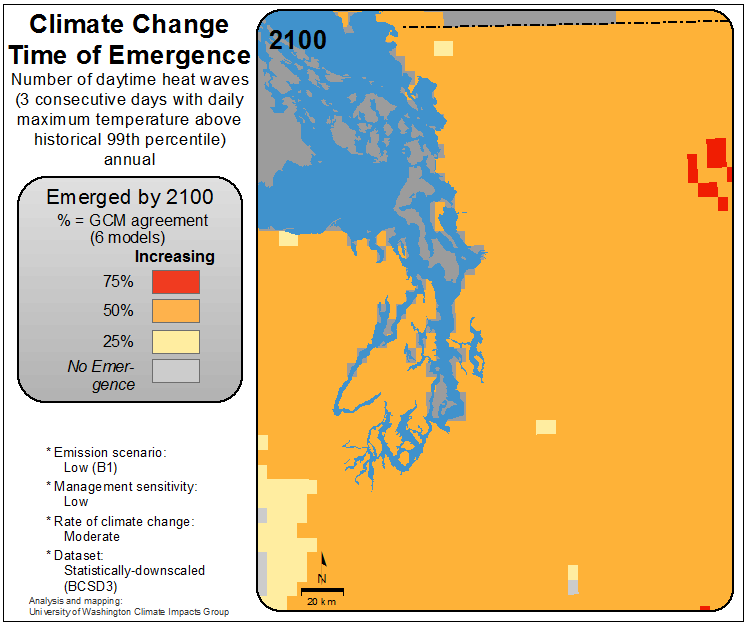 Climate Change
Time of Emergence
Number of daytime heat waves
(3 consecutive days with daily
maximum temperature above
historical 99th percentile)
annual
Emerged by 2100
% = GCM agreement
(6 models)
Increasing
75%
50%
25%
No Emer-
gence
* Emission scenario:
Low (B1)
* Management sensitivity:
Low
* Rate of climate change:
Moderate
* Dataset:
Statistically-downscaled
(BCSD3)
Analysis and mapping:
University of Washington Climate Impacts Group
2100
N
20 km